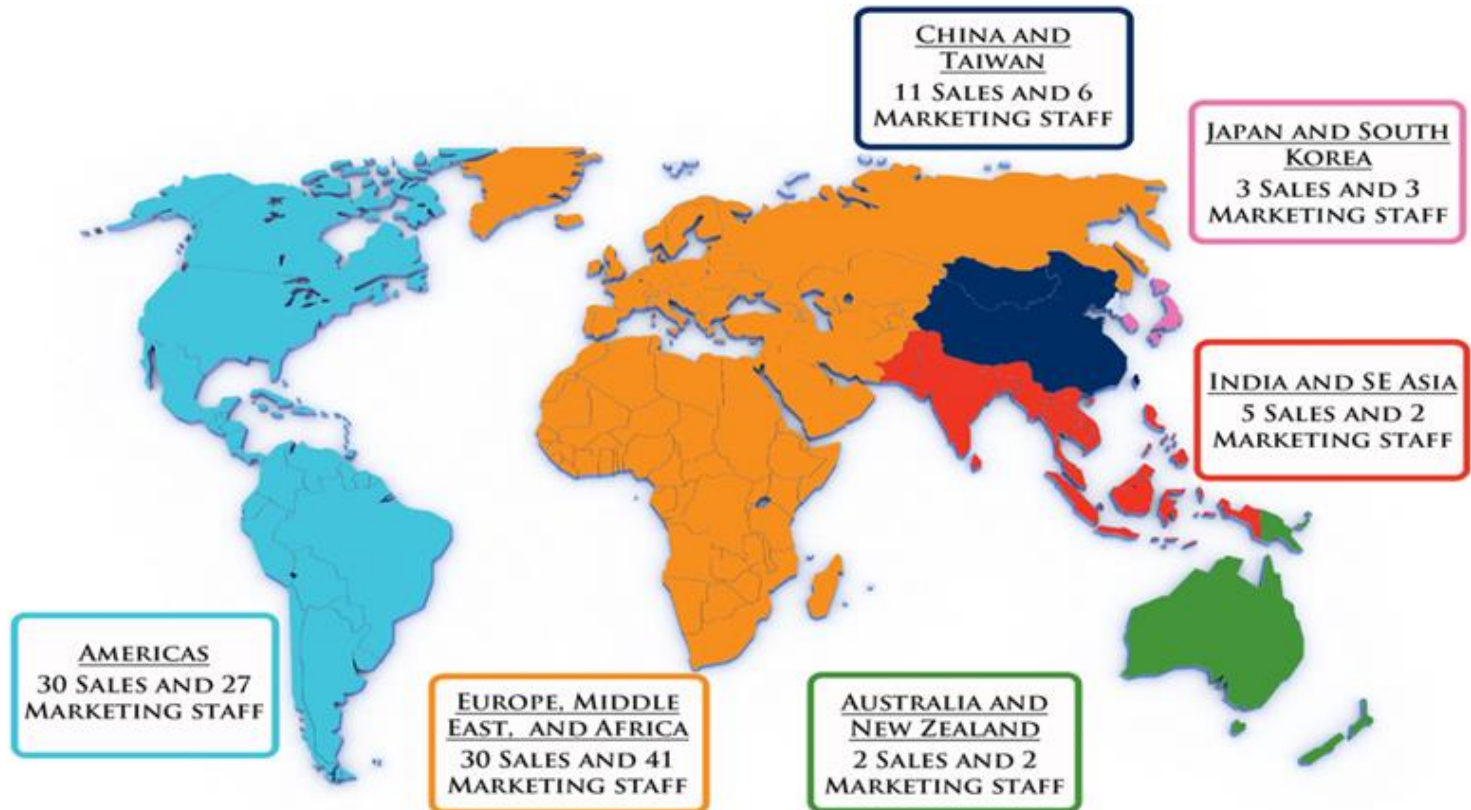 CHINA AND
TAIWAN
11 SALES AND 6
MARKETING STAFF
JAPAN AND SOUTH
KOREA
3 SALES AND 3
MARKETING STAFF
INDIA AND SE ASIA
5 SALES AND 2
MARKETING STAFF
AMERICAS
30 SALES AND 27
MARKETING STAFF
EUROPE, MIDDLE
EAST, AND AFRICA
30 SALES AND 41
MARKETING STAFF
AUSTRALIA AND
NEW ZEALAND
2 SALES AND 2
MARKETING STAFF